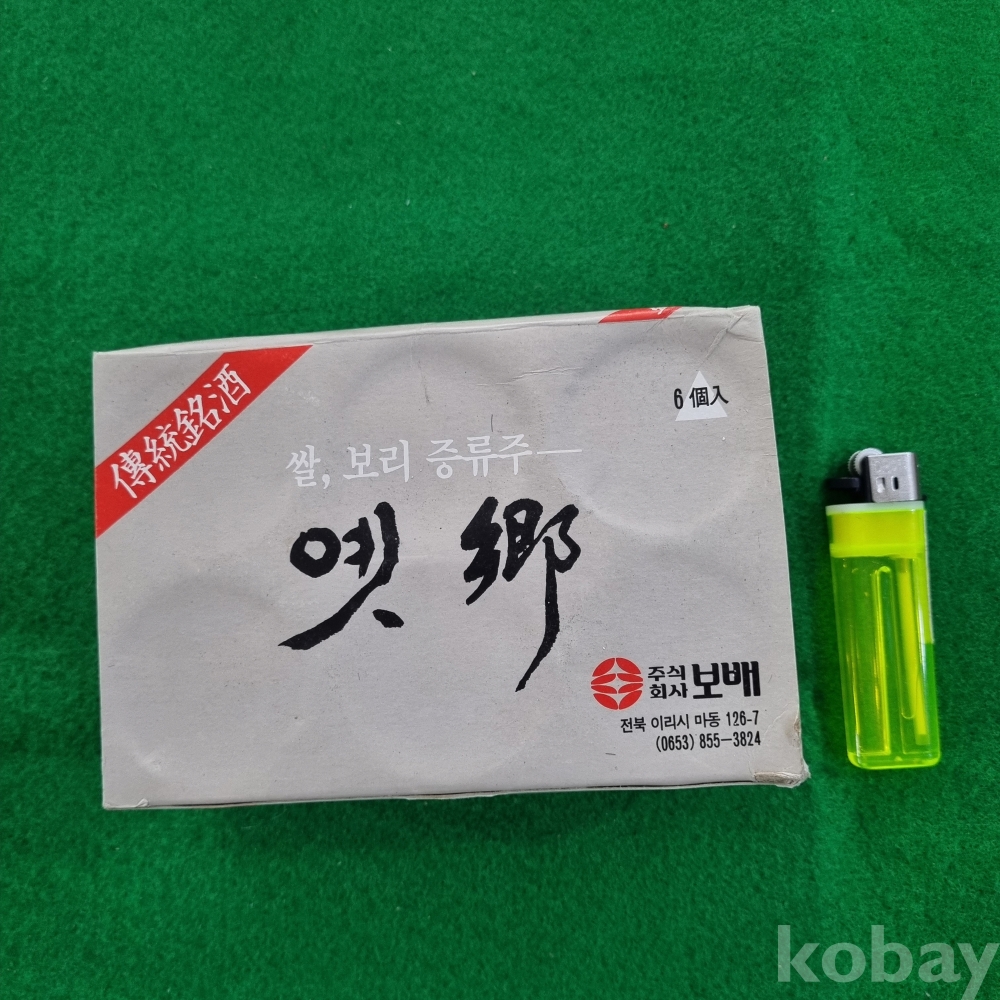 傳統銘酒
6個入
쌀, 보리 증류주—
옛鄕
주식회사 보배
전북 이리시 마동 126-7
(0653) 855-3824
kobay